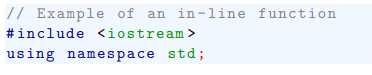 // Example of an in-line function
#include <iostream>
using namespace std;